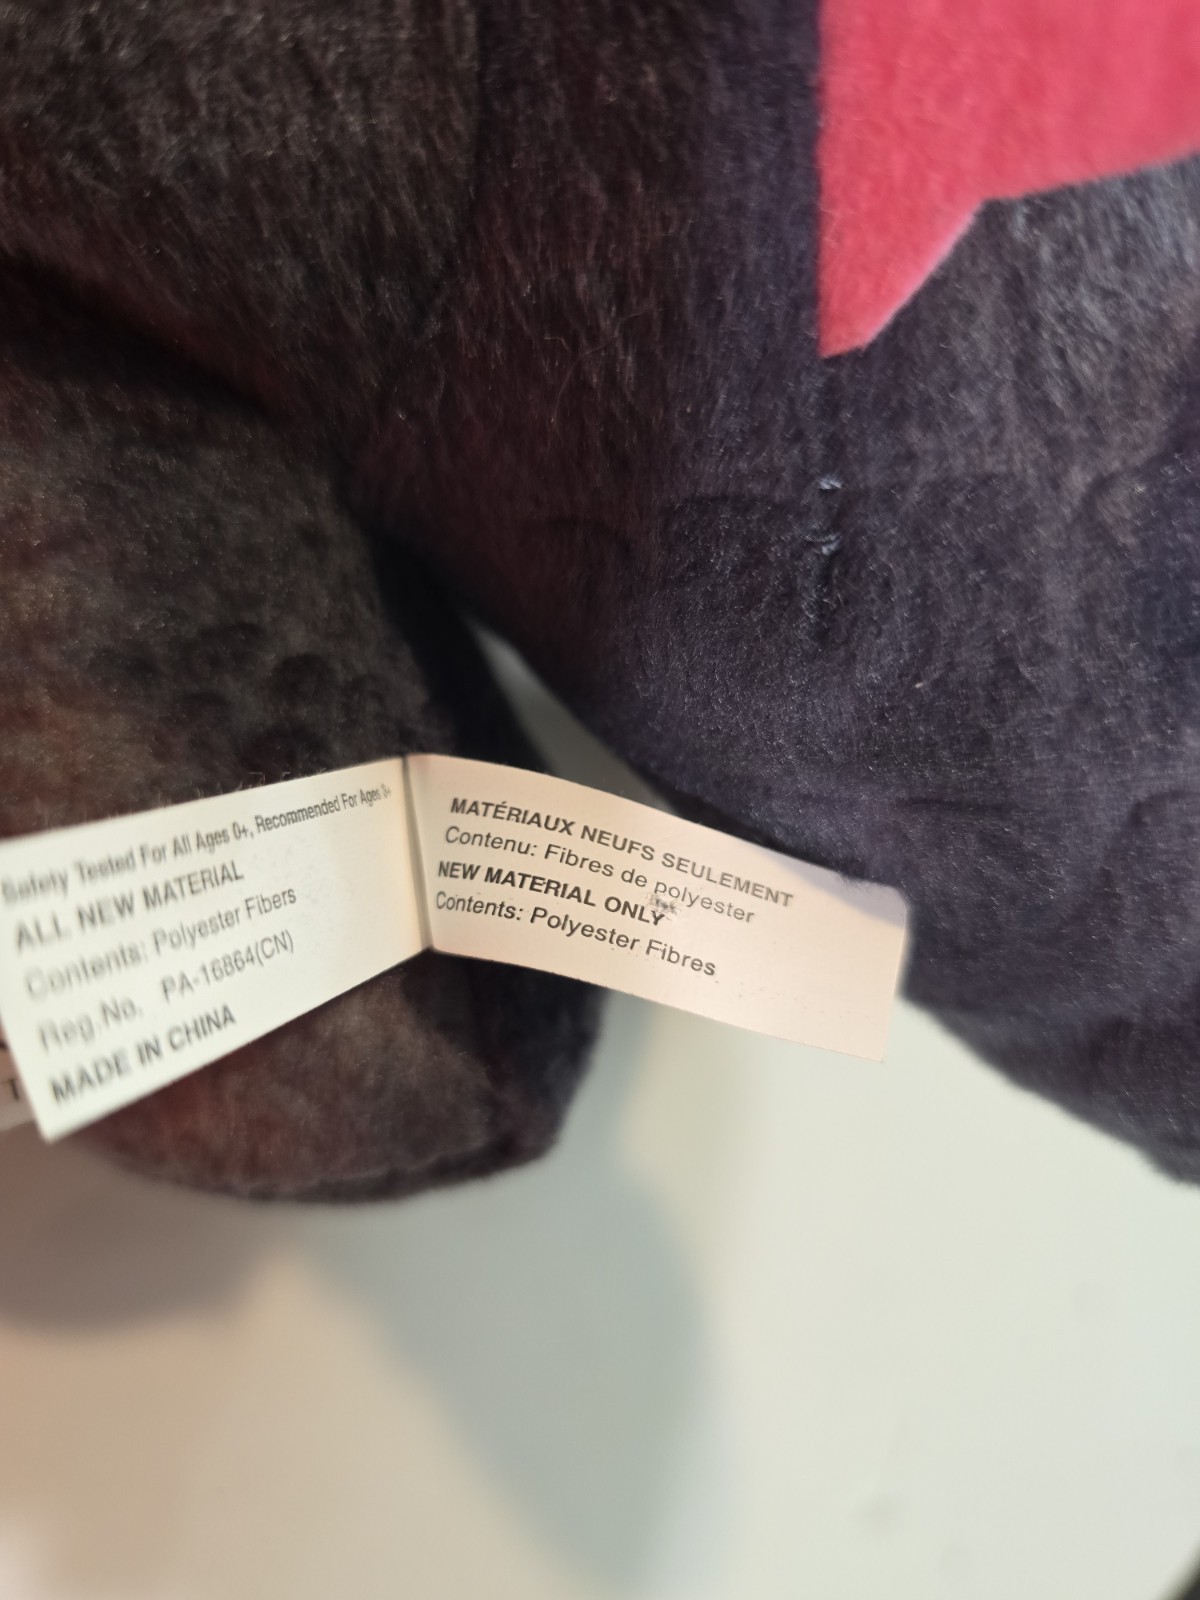 Safety Tested For All Ages 0+, Recommended For Ages 3+
ALL NEW MATERIAL
Contents: Polyester Fibers
Reg.No. PA-16864(CN)
MADE IN CHINA
MATÉRIAUX NEUFS SEULEMENT
Contenu: Fibres de polyester
NEW MATERIAL ONLY
Contents: Polyester Fibres